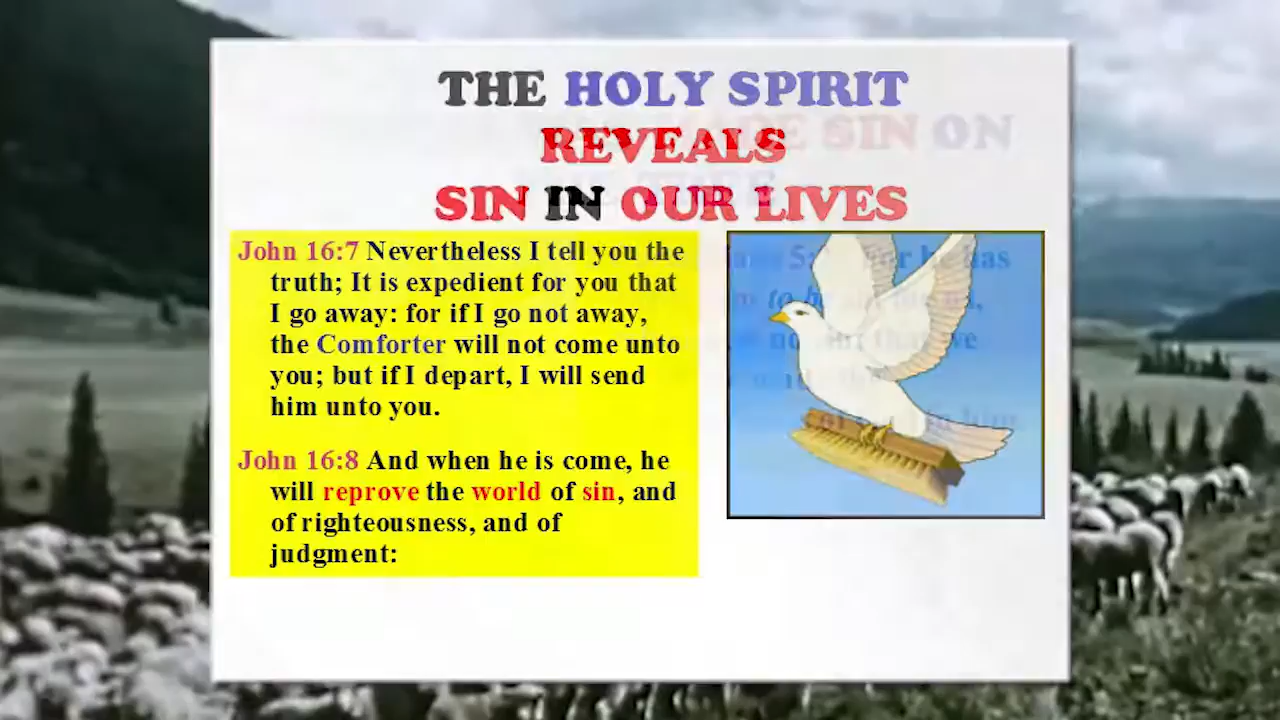 THE HOLY SPIRIT
REVEALS
SIN IN OUR LIVES
John 16:7 Nevertheless I tell you the
truth; It is expedient for you that
I go away: for if I go not away,
the Comforter will not come unto
you; but if I depart, I will send
him unto you.
John 16:8 And when he is come, he
will reprove the world of sin, and
of righteousness, and of
judgment:
SIN ON